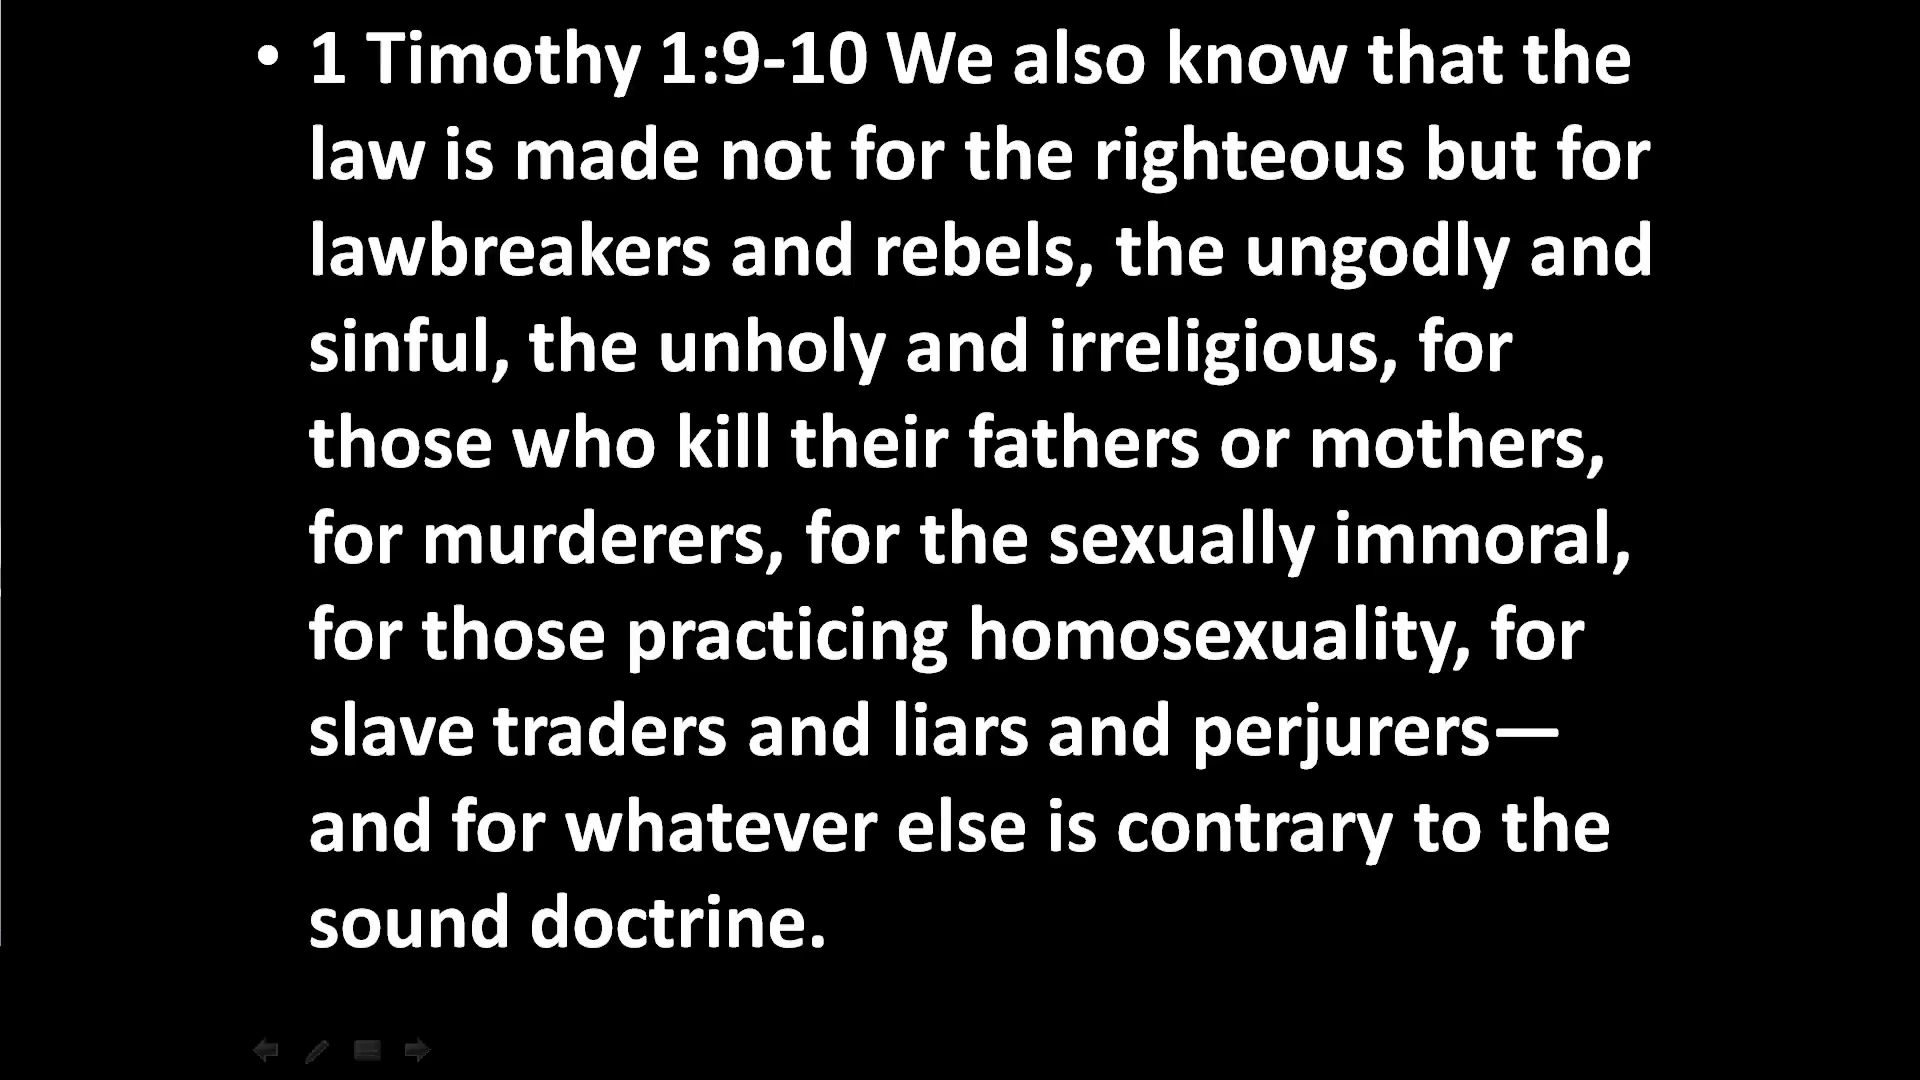 • 1 Timothy 1:9-10 We also know that the
law is made not for the righteous but for
lawbreakers and rebels, the ungodly and
sinful, the unholy and irreligious, for
those who kill their fathers or mothers,
for murderers, for the sexually immoral,
for those practicing homosexuality, for
slave traders and liars and perjurers—
and for whatever else is contrary to the
sound doctrine.